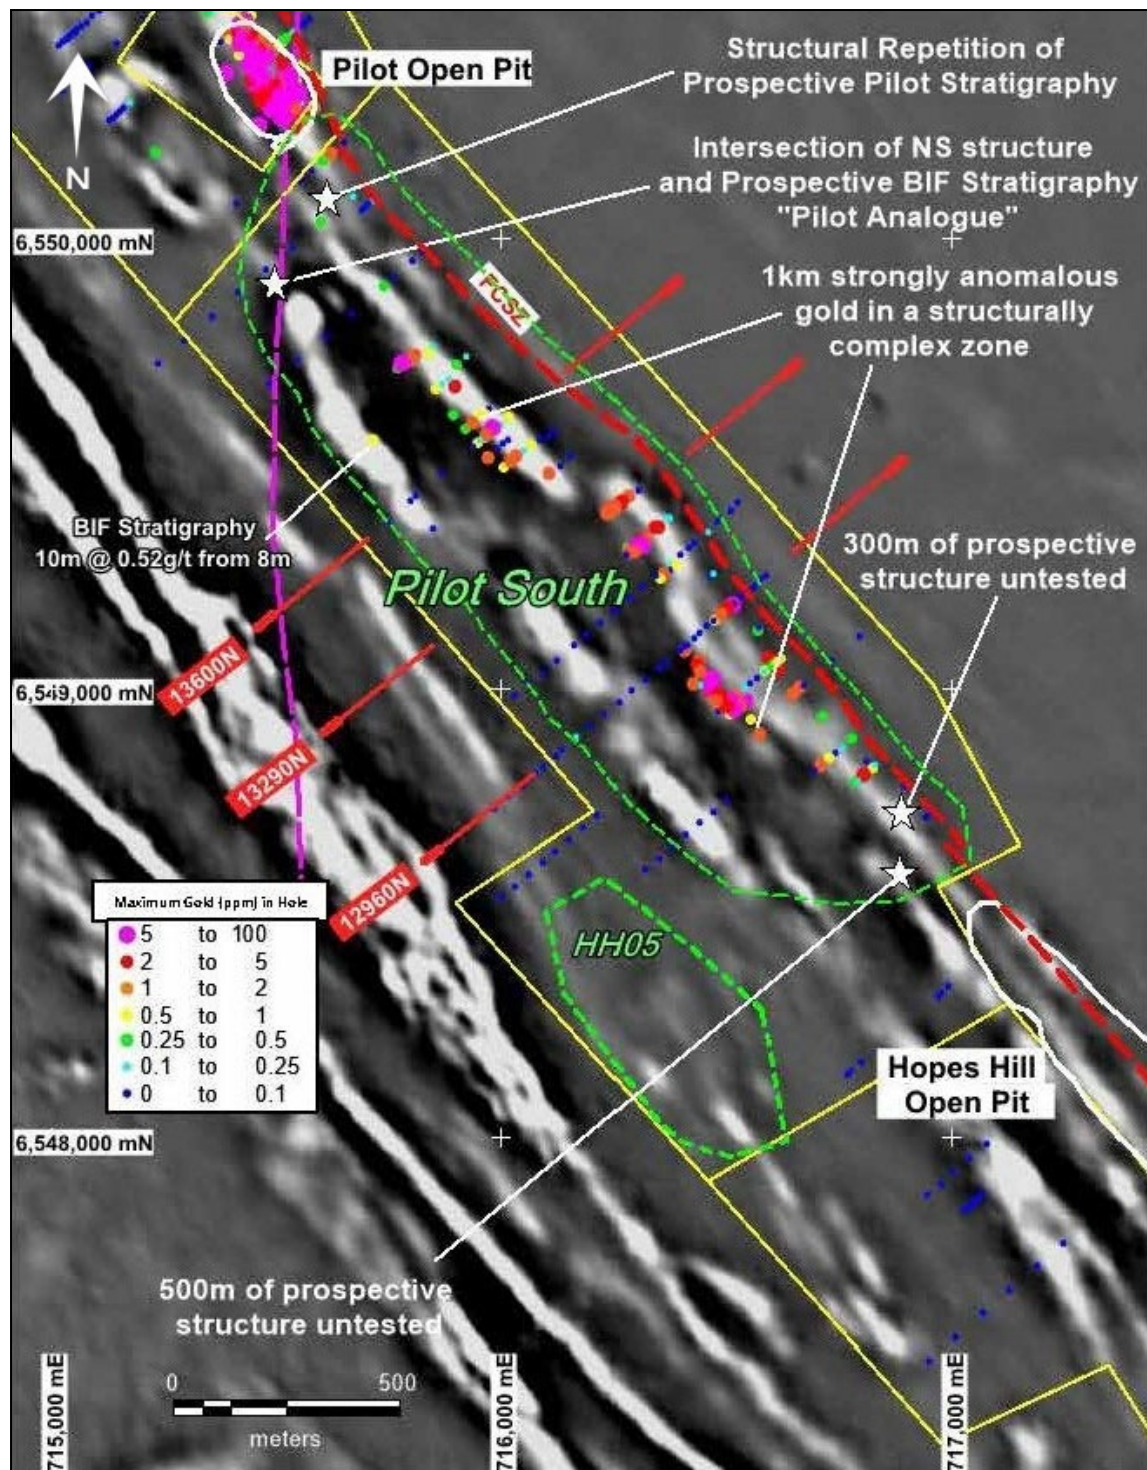 Pilot Open Pit
Structural Repetition of
Prospective Pilot Stratigraphy
Intersection of NS structure
and Prospective BIF Stratigraphy
"Pilot Analogue"
N
6,550,000 mN
FCSZ
1km strongly anomalous
gold in a structurally
complex zone
BIF Stratigraphy
10m @ 0.52g/t from 8m
300m of prospective
structure untested
Pilot South
13600N
6,549,000 mN
13290N
12960N
Maximum Gold (ppm) in Hole
5 to 100
2 to 5
1 to 2
0.5 to 1
0.25 to 0.5
0.1 to 0.25
0 to 0.1
HH05
Hopes Hill
Open Pit
6,548,000 mN
500m of prospective
structure untested
0 500
meters
715,000 mE
716,000 mE
717,000 mE